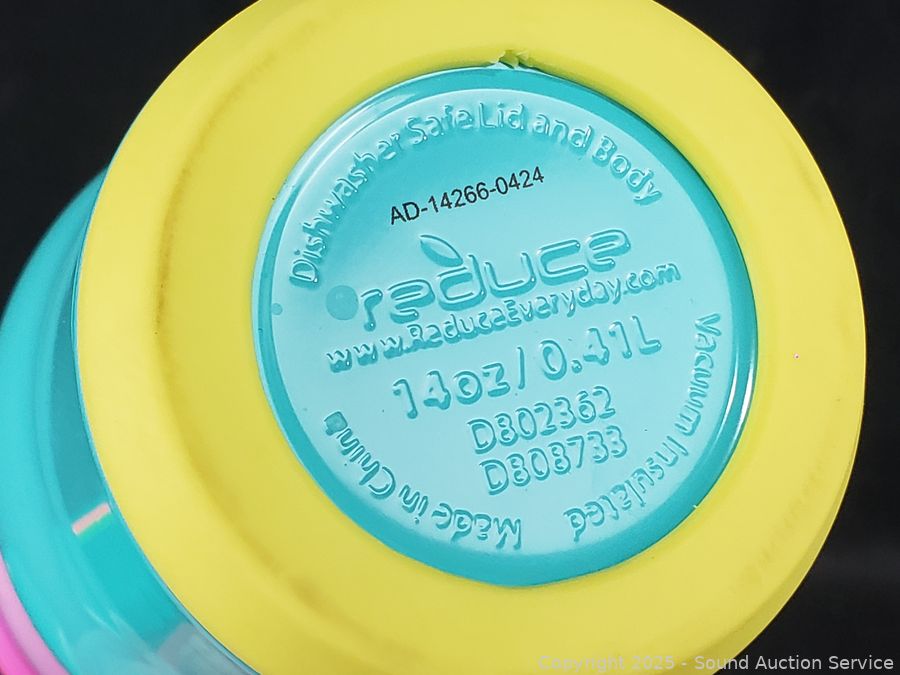 Dishwasher Safe Lid and Body
AD-14266-0424
reduce
www.ReduceEveryday.com
14oz/0.41L
D802362
D808733
Vacuum Insulated
Made in China
Copyright 2025 - Sound Auction Service